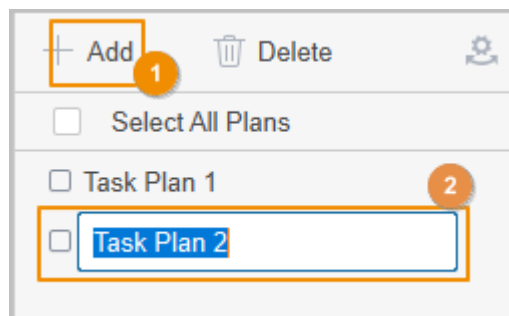 Add Delete
1
Select All Plans
Task Plan 1
2
Task Plan 2